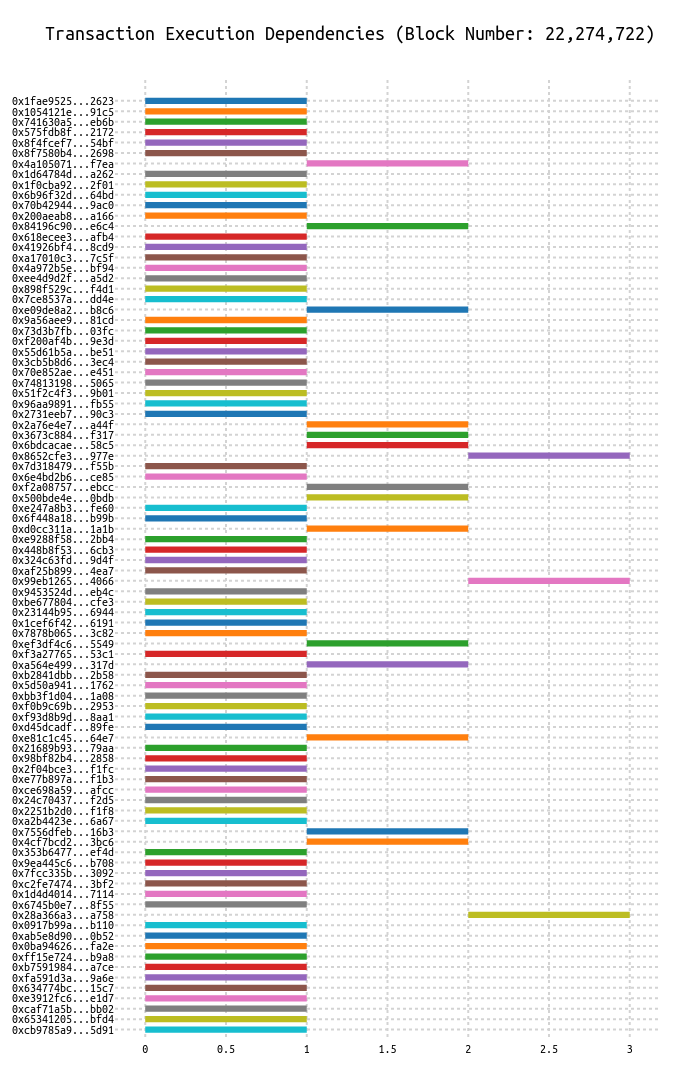 Transaction Execution Dependencies (Block Number: 22,274,722)
0x1fae9525...2623
0x1054121e...91c5
0x741630a5...eb6b
0x575fdb8f...2172
0x8f4fcef7...54bf
0x8f7580b4...2698
0x4a105071...f7ea
0x1d64784d...a262
0x1f0cba92...2f01
0x6b96f32d...64bd
0x70b42944...9ac0
0x200aeab8...a166
0x84196c90...e6c4
0x618ecee3...afb4
0x41926bf4...8cd9
0xa17010c3...7c5f
0x4a972b5e...bf94
0xee4d9d2f...a5d2
0x898f529c...f4d1
0x7ce8537a...dd4e
0xe09de8a2...b8c6
0x9a56aee9...81cd
0x73d3b7fb...03fc
0xf200af4b...9e3d
0x55d61b5a...be51
0x3cb5b8d6...3ec4
0x70e852ae...e451
0x74813198...5065
0x51f2c4f3...9b01
0x96aa9891...fb55
0x2731eeb7...90c3
0x2a76e4e7...a44f
0x3673c884...f317
0x6bdcacae...58c5
0x8652cfe3...977e
0x7d318479...f55b
0x6e4bd2b6...ce85
0xf2a08757...ebcc
0x500bde4e...0bdb
0xe247a8b3...fe60
0x6f448a18...b99b
0xd0cc311a...1a1b
0xe9288f58...2bb4
0x448b8f53...6cb3
0x324c63fd...9d4f
0xaf25b899...4ea7
0x99eb1265...4066
0x9453524d...eb4c
0xbe677804...cfe3
0x23144b95...6944
0x1cef6f42...6191
0x7878b065...3c82
0xef3df4c6...5549
0xf3a27765...53c1
0xa564e499...317d
0xb2841dbb...2b58
0x5d50a941...1762
0xbb3f1d04...1a08
0xf0b9c69b...2953
0xf93d8b9d...8aa1
0xd45dcadf...89fe
0xe81c1c45...64e7
0x21689b93...79aa
0x98bf82b4...2858
0x2f04bce3...f1fc
0xe77b897a...f1b3
0xce698a59...afcc
0x24c70437...f2d5
0x2251b2d0...f1f8
0xa2b4423e...6a67
0x7556dfeb...16b3
0x4cf7bcd2...3bc6
0x353b6477...ef4d
0x9ea445c6...b708
0x7fcc335b...3092
0xc2fe7474...3bf2
0x1d4d4014...7114
0x6745b0e7...8f55
0x28a366a3...a758
0x0917b99a...b110
0xab5e8d90...0b52
0x0ba94626...fa2e
0xff15e724...b9a8
0xb7591984...a7ce
0xfa591d3a...9a6e
0x634774bc...15c7
0xe3912fc6...e1d7
0xcaf71a5b...bb02
0x65341205...bfd4
0xcb9785a9...5d91
0 0.5 1 1.5 2 2.5 3